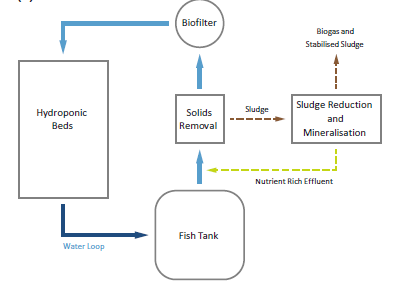 Biofilter
Biogas and
Stabilised Sludge
Hydroponic
Beds
Solids
Removal
Sludge
Sludge Reduction
and
Mineralisation
Nutrient Rich Effluent
Fish Tank
Water Loop